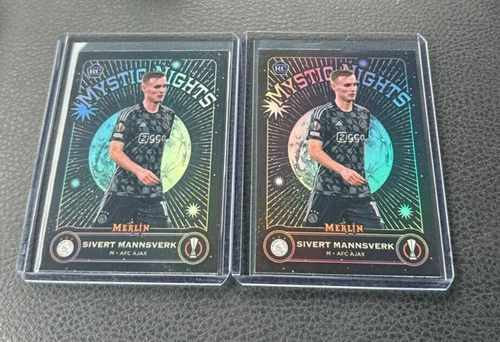 RC
MYSTIC NIGHTS
Ziggo
MERLIN
SIVERT MANNSVERK
M • AFC AJAX
RC
MYSTIC NIGHTS
Ziggo
MERLIN
SIVERT MANNSVERK
M • AFC AJAX